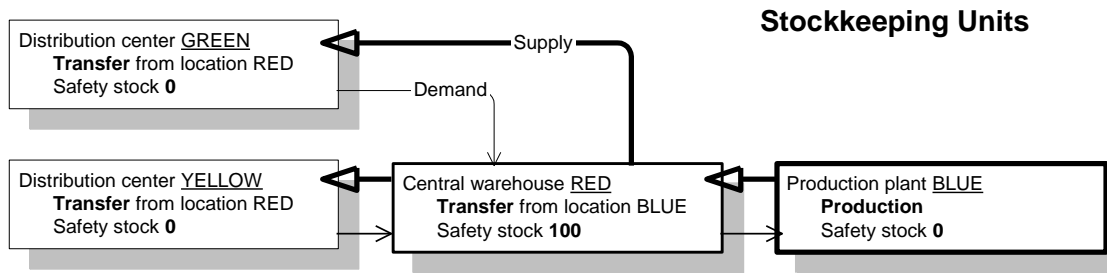 Stockkeeping Units
Distribution center GREEN
Transfer from location RED
Safety stock 0
Supply
Demand
Distribution center YELLOW
Transfer from location RED
Safety stock 0
Central warehouse RED
Transfer from location BLUE
Safety stock 100
Production plant BLUE
Production
Safety stock 0